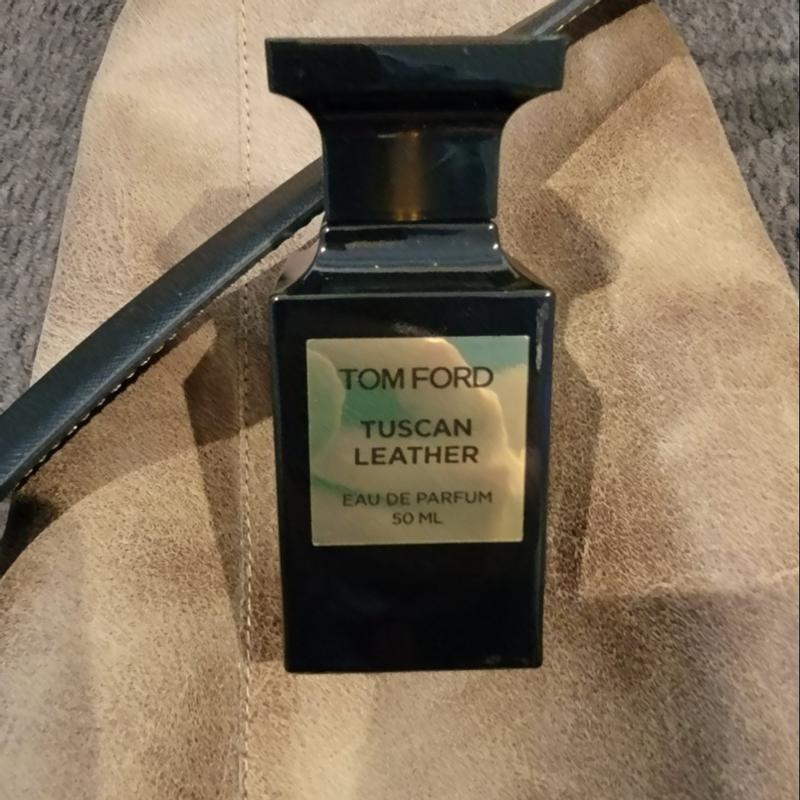 TOM FORD
TUSCAN
LEATHER
EAU DE PARFUM
50 ML